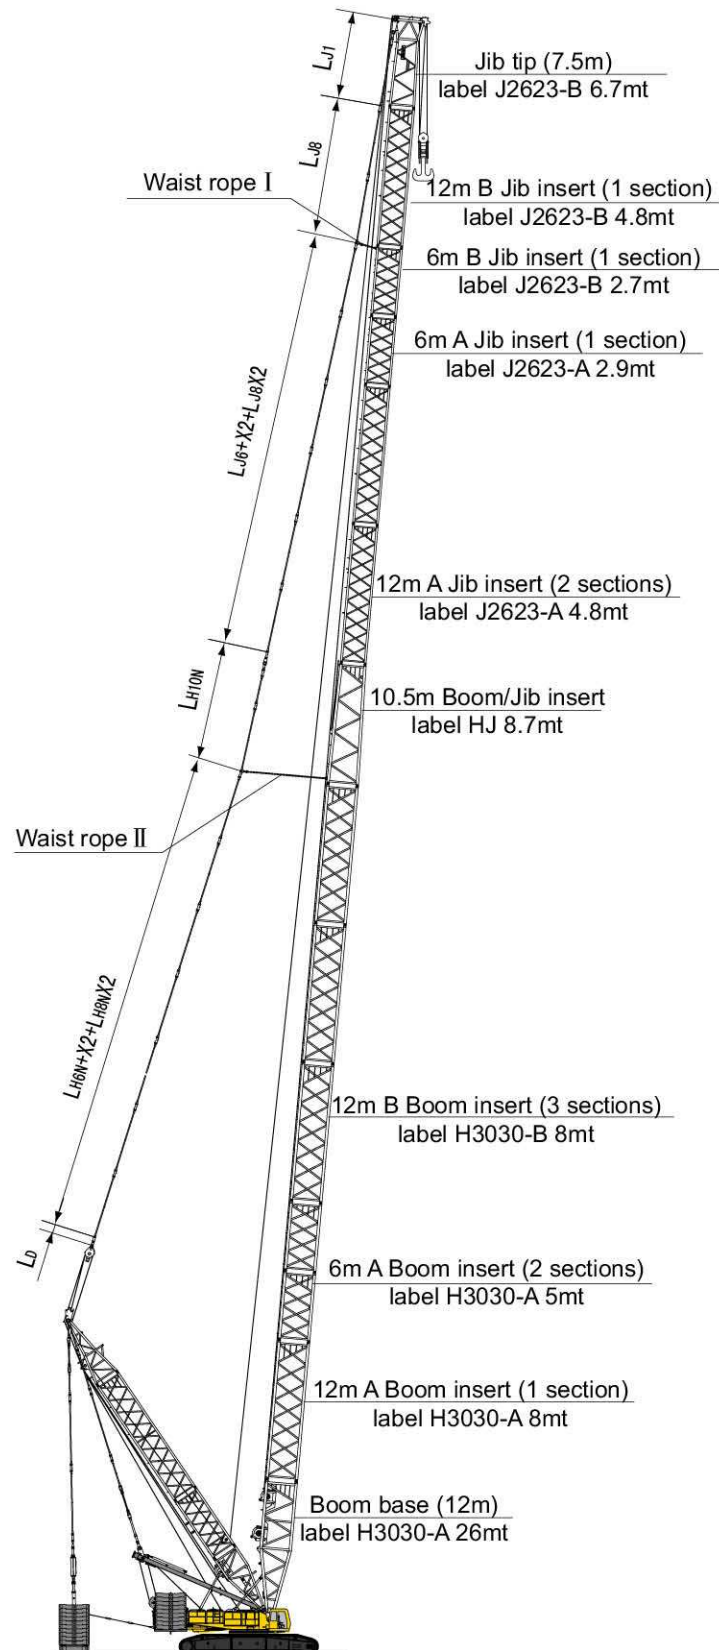 LJ1
Jib tip (7.5m)
label J2623-B 6.7mt
LJ8
Waist rope Ⅰ
12m B Jib insert (1 section)
label J2623-B 4.8mt
6m B Jib insert (1 section)
label J2623-B 2.7mt
6m A Jib insert (1 section)
label J2623-A 2.9mt
LJ6+X2+LJ8X2
12m A Jib insert (2 sections)
label J2623-A 4.8mt
LH10N
10.5m Boom/Jib insert
label HJ 8.7mt
Waist rope Ⅱ
LH6N+X2+LH8NX2
12m B Boom insert (3 sections)
label H3030-B 8mt
LD
6m A Boom insert (2 sections)
label H3030-A 5mt
12m A Boom insert (1 section)
label H3030-A 8mt
Boom base (12m)
label H3030-A 26mt